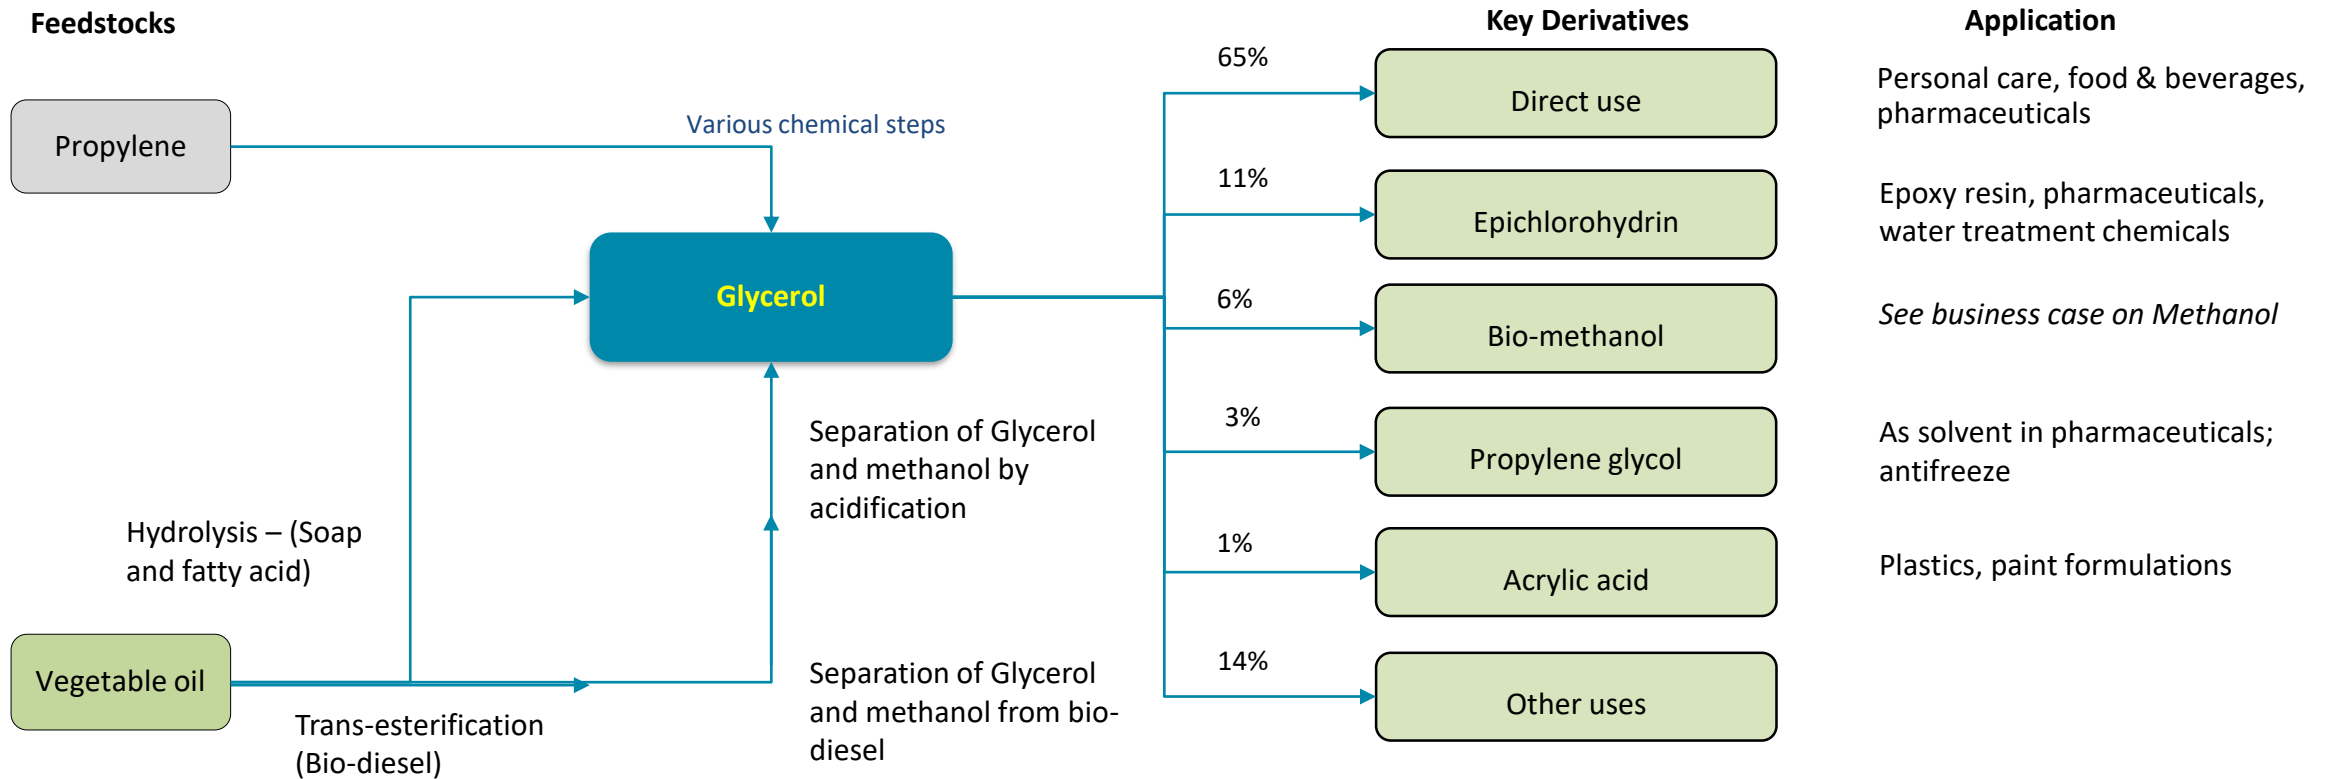 Feedstocks
Key Derivatives
Application
Propylene
Various chemical steps
Glycerol
Hydrolysis – (Soap
and fatty acid)
Vegetable oil
Trans-esterification
(Bio-diesel)
Separation of Glycerol
and methanol by
acidification
Separation of Glycerol
and methanol from bio-
diesel
65%
Direct use
Personal care, food & beverages,
pharmaceuticals
11%
Epichlorohydrin
Epoxy resin, pharmaceuticals,
water treatment chemicals
6%
Bio-methanol
See business case on Methanol
3%
Propylene glycol
As solvent in pharmaceuticals;
antifreeze
1%
Acrylic acid
Plastics, paint formulations
14%
Other uses